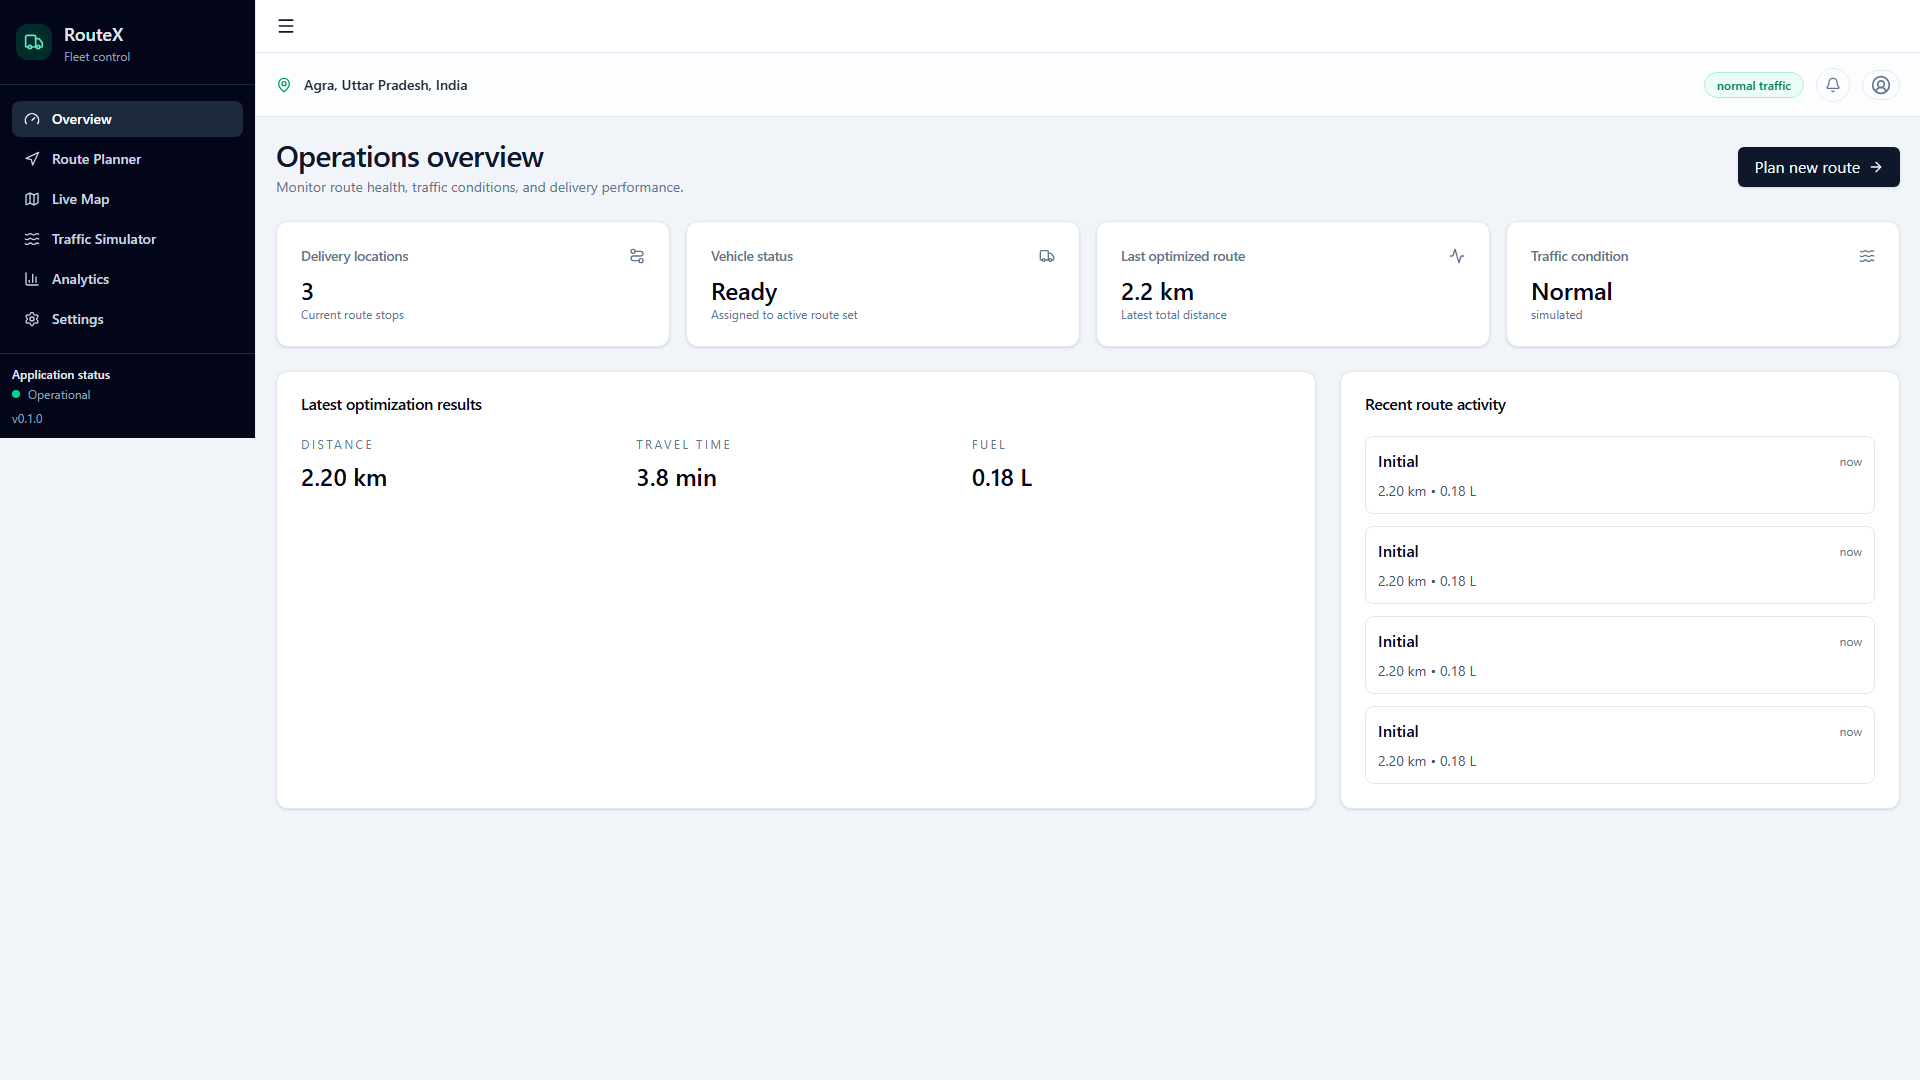 RouteX
Fleet control
Overview
Route Planner
Live Map
Traffic Simulator
Analytics
Settings
Application status
Operational
v0.1.0
Agra, Uttar Pradesh, India
normal traffic
Operations overview
Monitor route health, traffic conditions, and delivery performance.
Plan new route
Delivery locations
3
Current route stops
Vehicle status
Ready
Assigned to active route set
Last optimized route
2.2 km
Latest total distance
Traffic condition
Normal
simulated
Latest optimization results
DISTANCE
2.20 km
TRAVEL TIME
3.8 min
FUEL
0.18 L
Recent route activity
Initial
now
2.20 km • 0.18 L
Initial
now
2.20 km • 0.18 L
Initial
now
2.20 km • 0.18 L
Initial
now
2.20 km • 0.18 L